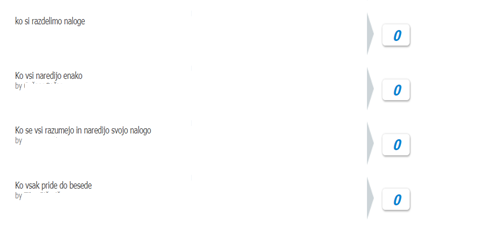 ko si razdelimo naloge
0
Ko vsi naredijo enako
by
0
Ko se vsi razumejo in naredijo svojo nalogo
by
0
Ko vsak pride do besede
by
0